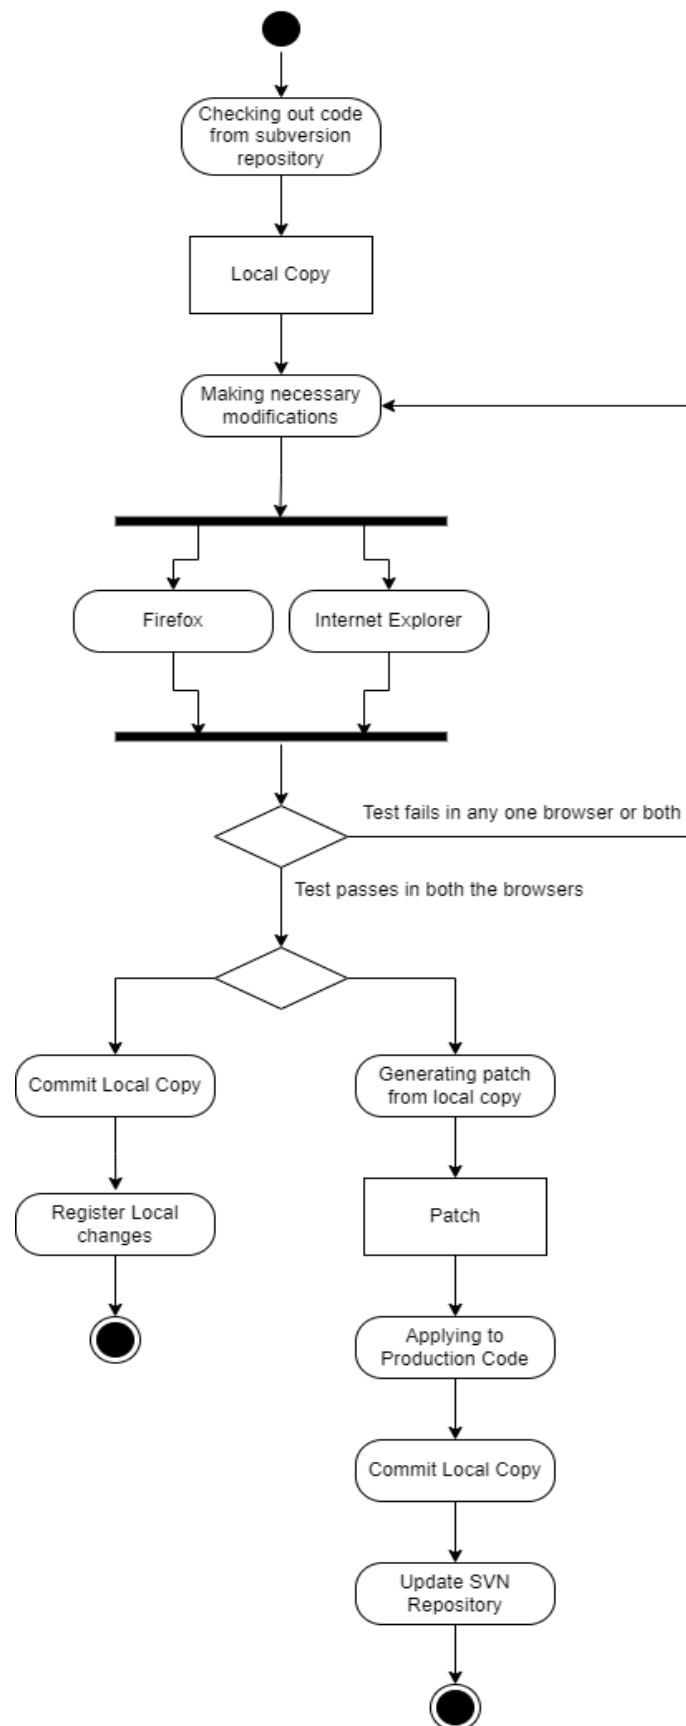 Checking out code
from subversion
repository
Local Copy
Making necessary
modifications
Firefox
Internet Explorer
Test fails in any one browser or both
Test passes in both the browsers
Commit Local Copy
Generating patch
from local copy
Register Local
changes
Patch
Applying to
Production Code
Commit Local Copy
Update SVN
Repository